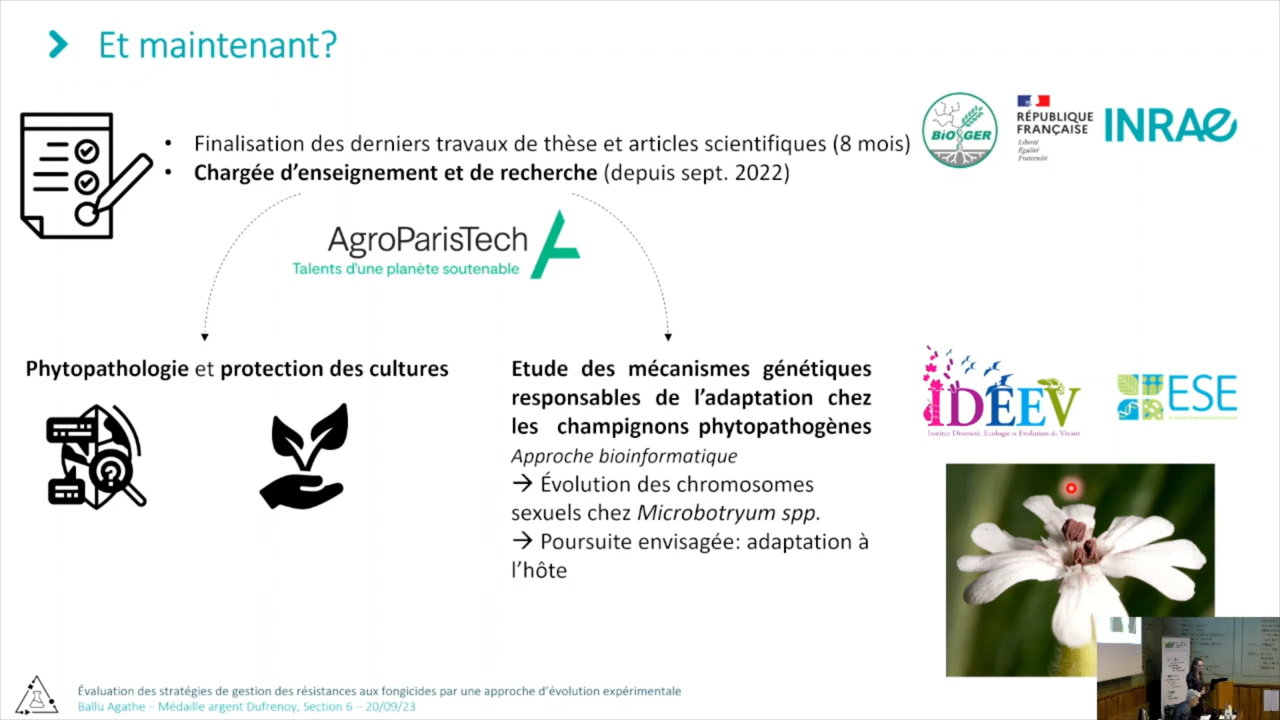 Et maintenant?
• Finalisation des derniers travaux de thèse et articles scientifiques (8 mois)
• Chargée d'enseignement et de recherche (depuis sept. 2022)
BIOGER
RÉPUBLIQUE
FRANÇAISE
Liberté
Égalité
Fraternité
INRAE
AgroParisTech
Talents d'une planète soutenable
Phytopathologie et protection des cultures
Etude des mécanismes génétiques
responsables de l'adaptation chez
les champignons phytopathogènes
Approche bioinformatique
→ Évolution des chromosomes
sexuels chez Microbotryum spp.
→ Poursuite envisagée: adaptation à
l'hôte
IDEEV
Institut Diversité, Ecologie et Evolution du Vivant
ESE
Évaluation des stratégies de gestion des résistances aux fongicides par une approche d'évolution expérimentale
Ballu Agathe – Médaille argent Dufrenoy, Section 6 – 20/09/23